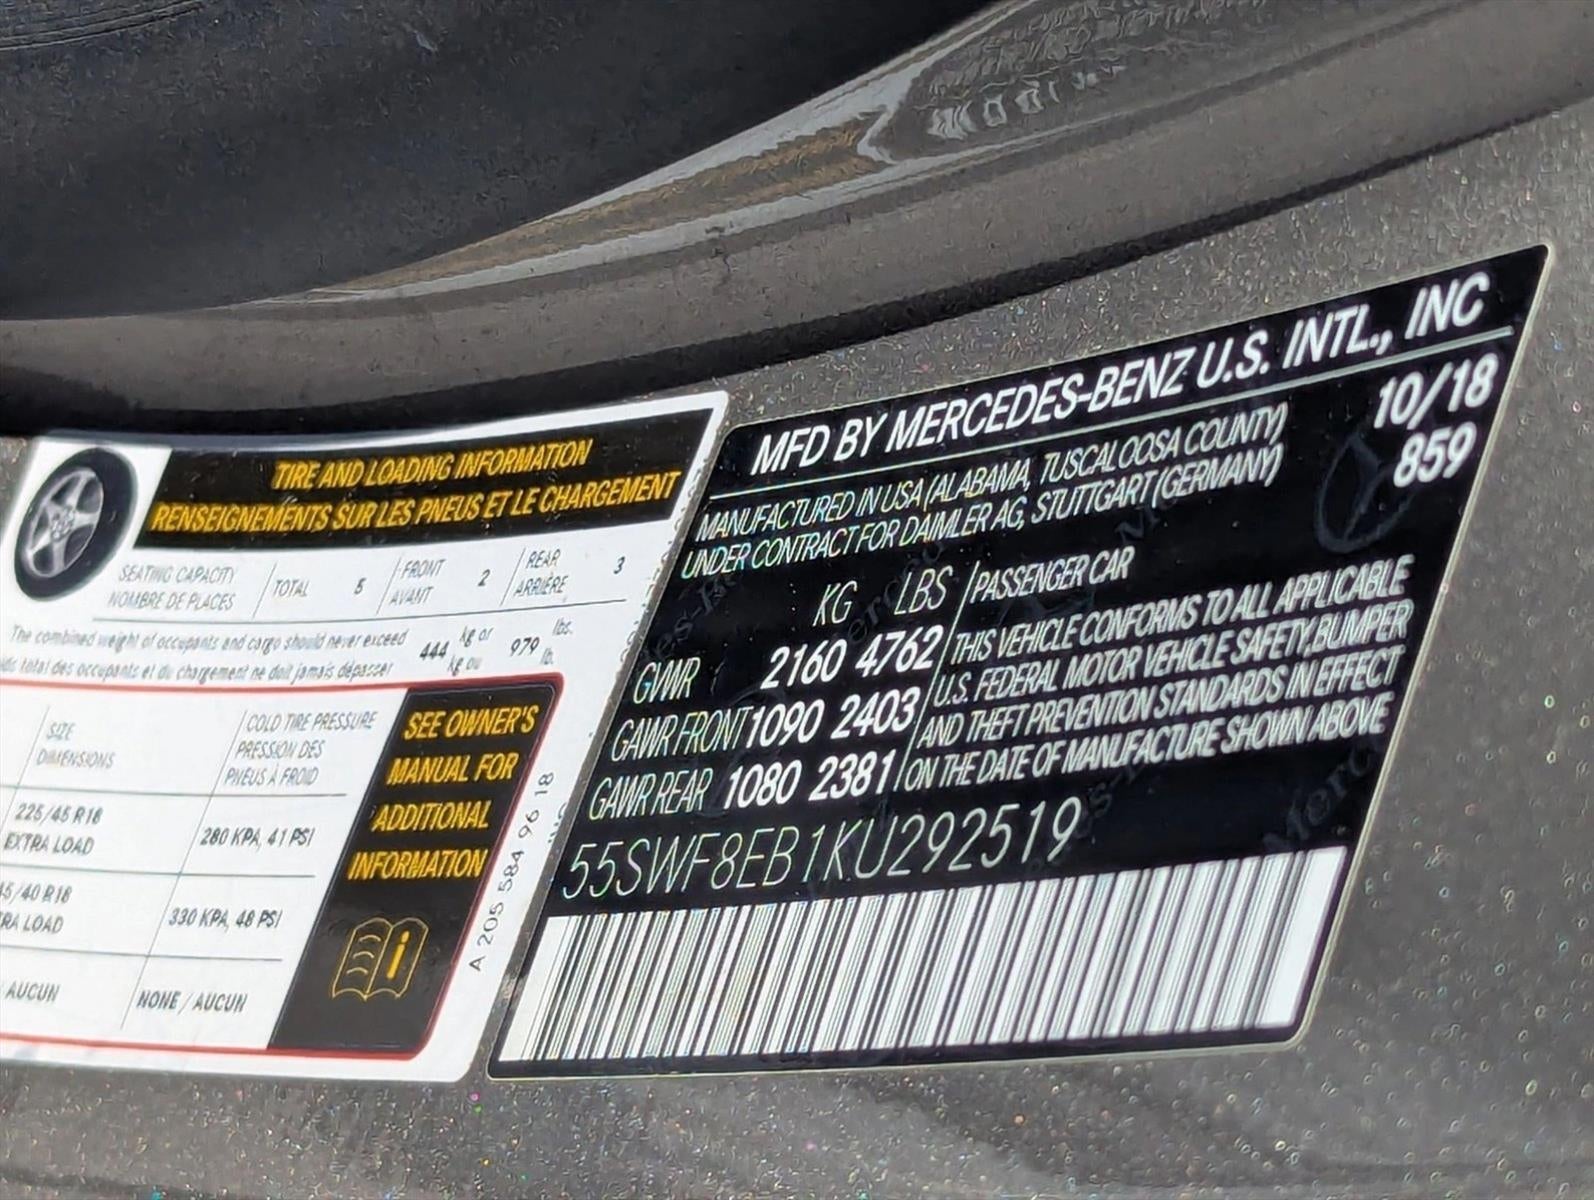 TIRE AND LOADING INFORMATION
RENSEIGNEMENTS SUR LES PNEUS ET LE CHARGEMENT
SEATING CAPACITY
NOMBRE DE PLACES
TOTAL 5
FRONT
AVANT
2
REAR
ARRIÈRE
3
The combined weight of occupants and cargo should never exceed
total des occupants et du chargement ne doit jamais dépasser
444 kg or
kg ou
979 lbs.
lb.
SIZE
DIMENSIONS
COLD TIRE PRESSURE
PRESSION DES
PNEUS À FROID
225/45 R18
EXTRA LOAD
280 KPA, 41 PSI
5/40 R18
RA LOAD
330 KPA, 48 PSI
/ AUCUN
NONE / AUCUN
SEE OWNER'S
MANUAL FOR
ADDITIONAL
INFORMATION
i
A 205 584 96 18
MFD BY MERCEDES-BENZ U.S. INTL., INC
MANUFACTURED IN USA (ALABAMA, TUSCALOOSA COUNTY)
UNDER CONTRACT FOR DAIMLER AG, STUTTGART (GERMANY)
10/18
859
KG LBS
GVWR 2160 4762
GAWR FRONT 1090 2403
GAWR REAR 1080 2381
PASSENGER CAR
THIS VEHICLE CONFORMS TO ALL APPLICABLE
U.S. FEDERAL MOTOR VEHICLE SAFETY,BUMPER
AND THEFT PREVENTION STANDARDS IN EFFECT
ON THE DATE OF MANUFACTURE SHOWN ABOVE
55SWF8EB1KU292519